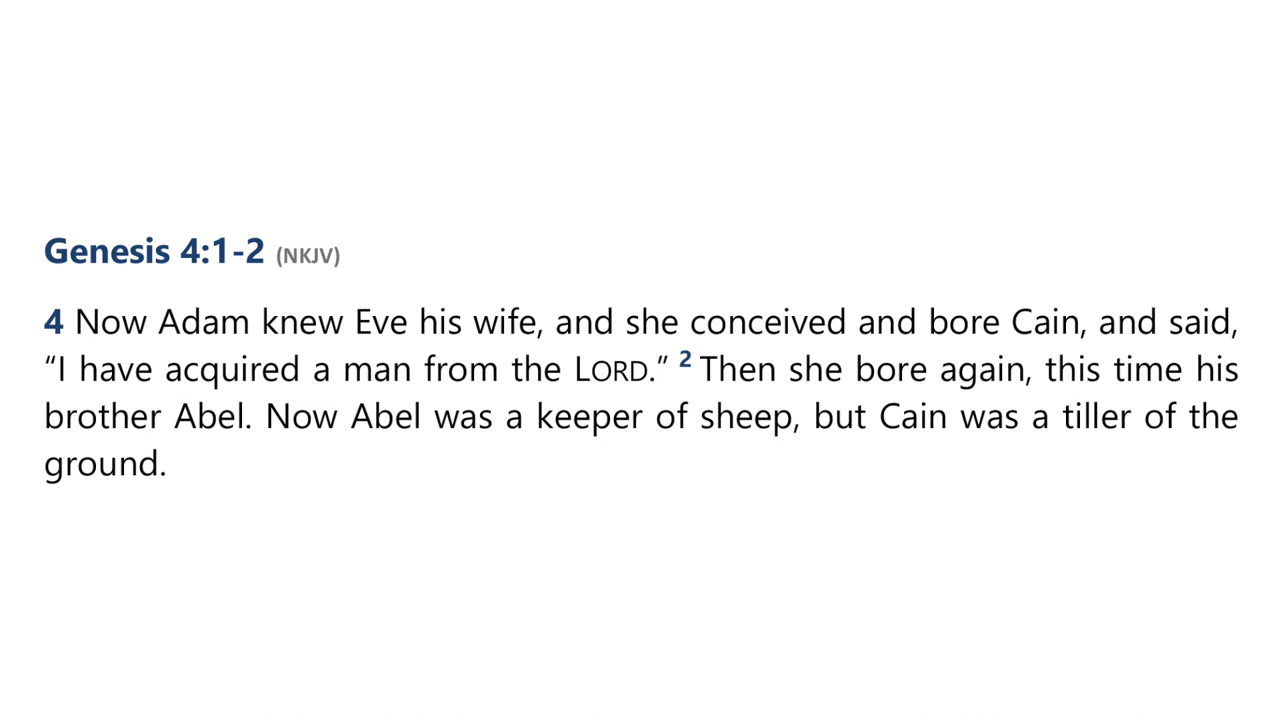 Genesis 4:1-2 (NKJV)
4 Now Adam knew Eve his wife, and she conceived and bore Cain, and said,
“I have acquired a man from the LORD.” 2 Then she bore again, this time his
brother Abel. Now Abel was a keeper of sheep, but Cain was a tiller of the
ground.